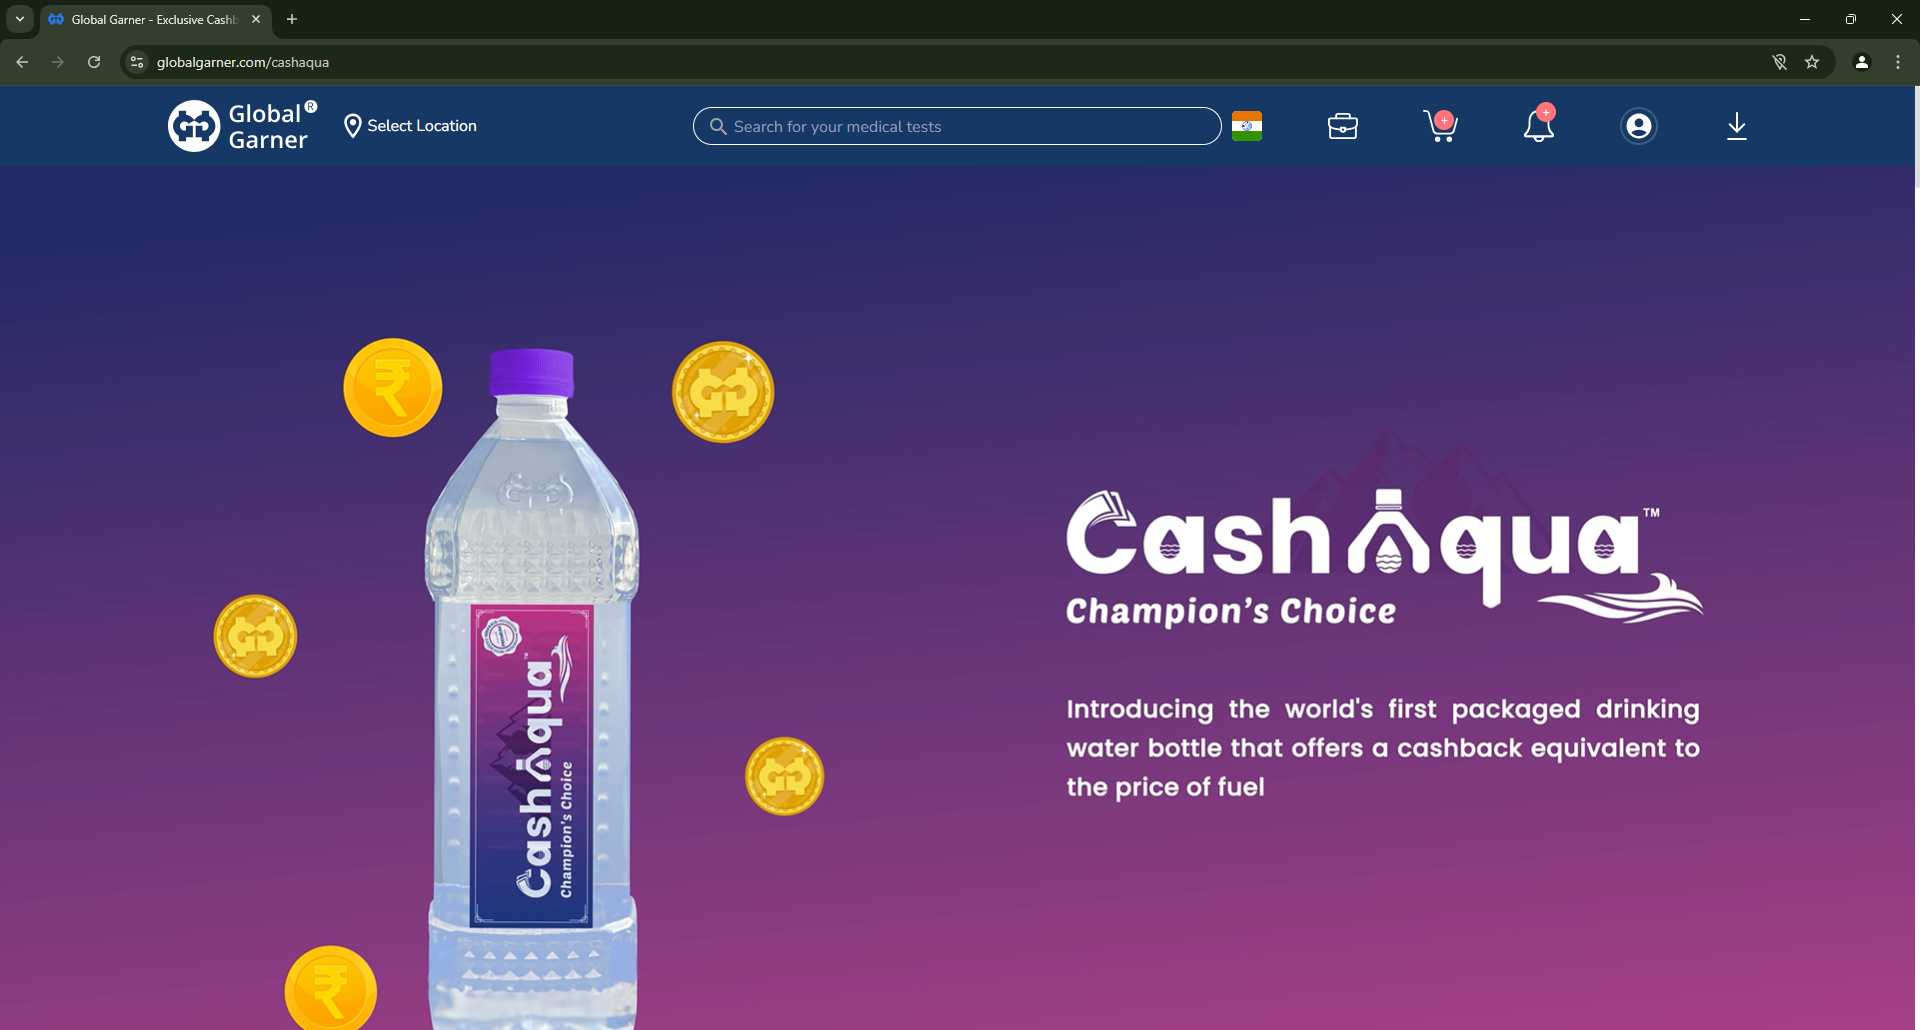 Global Garner - Exclusive Cashb
globalgarner.com/cashaqua
Global ®
Garner
Select Location
Search for your medical tests
CashAqua™
Champion's Choice
Introducing the world's first packaged drinking
water bottle that offers a cashback equivalent to
the price of fuel
CashAqua™
Champion's Choice